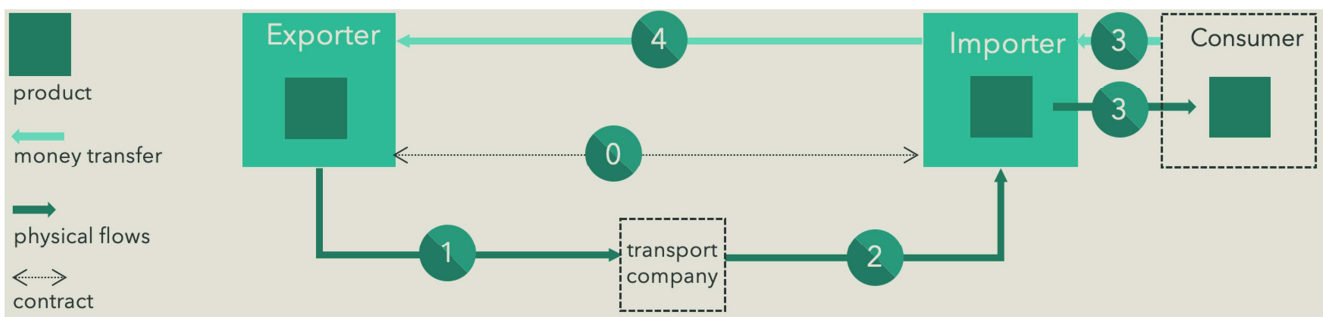 product
money transfer
physical flows
contract
Exporter
4
Importer
3
Consumer
3
0
1
transport
company
2